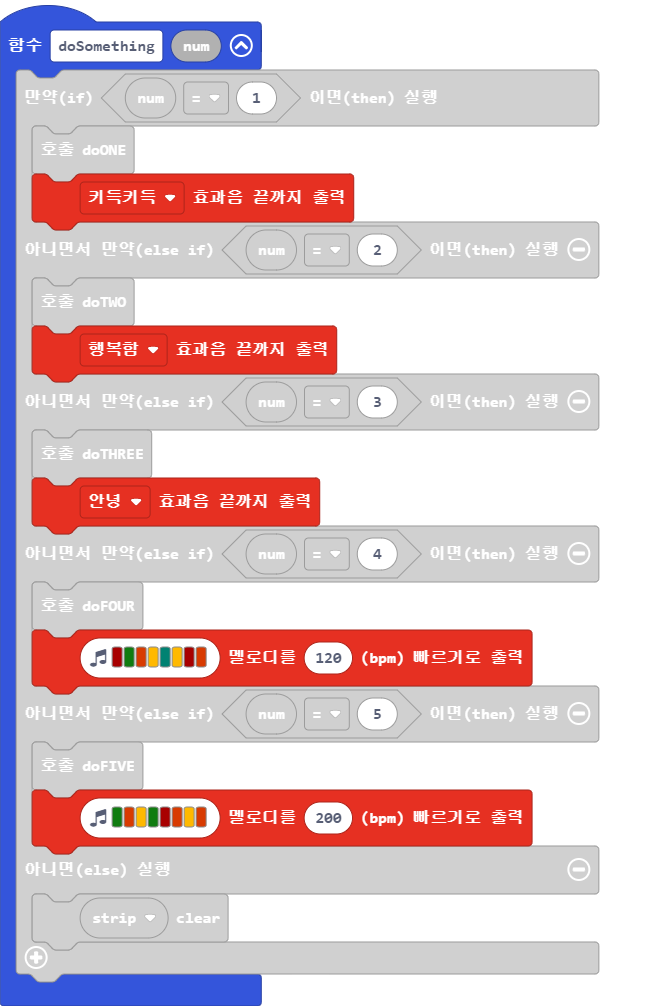 함수 doSomething num
만약(if) num = 1 이면(then) 실행
호출 doONE
키득키득 효과음 끝까지 출력
아니면서 만약(else if) num = 2 이면(then) 실행
호출 doTWO
행복함 효과음 끝까지 출력
아니면서 만약(else if) num = 3 이면(then) 실행
호출 doTHREE
안녕 효과음 끝까지 출력
아니면서 만약(else if) num = 4 이면(then) 실행
호출 doFOUR
멜로디를 120 (bpm) 빠르기로 출력
아니면서 만약(else if) num = 5 이면(then) 실행
호출 doFIVE
멜로디를 200 (bpm) 빠르기로 출력
아니면(else) 실행
strip clear